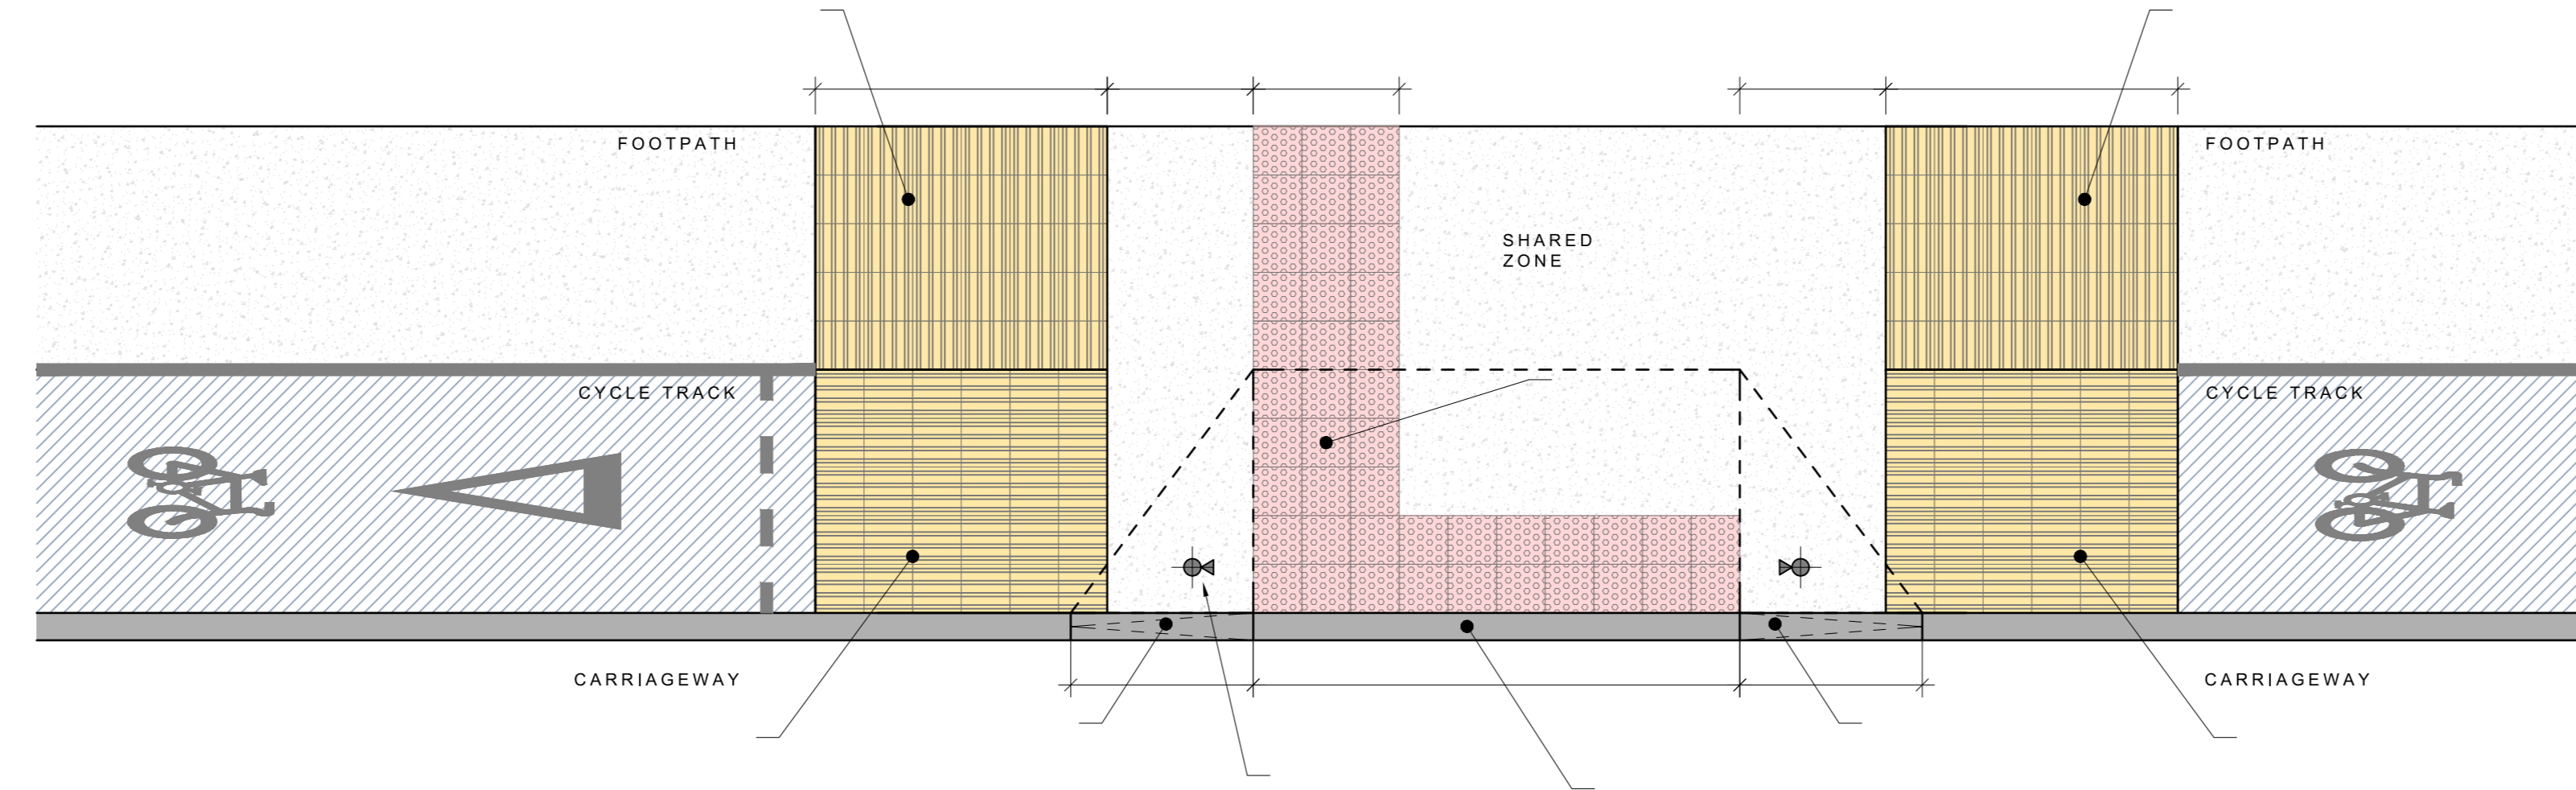 FOOTPATH
FOOTPATH
SHARED
ZONE
CYCLE TRACK
CYCLE TRACK
CARRIAGEWAY
CARRIAGEWAY